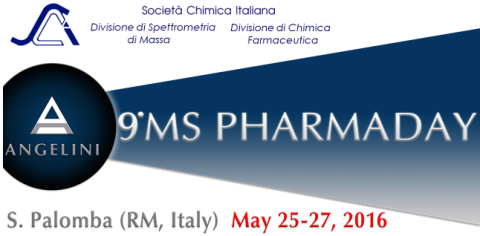 Società Chimica Italiana
Divisione di Spettrometria di Massa
Divisione di Chimica Farmaceutica
ANGELINI
9°MS PHARMADAY
S. Palomba (RM, Italy) May 25-27, 2016